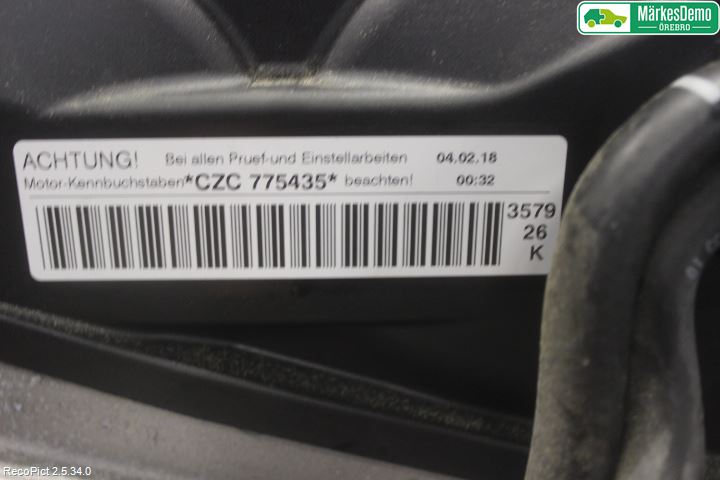 MärkesDemo
ÖREBRO
ACHTUNG! Bei allen Pruef-und Einstellarbeiten 04.02.18
Motor-Kennbuchstaben *CZC 775435* beachten! 00:32
3579
26
K
RecoPict 2.5.34.0